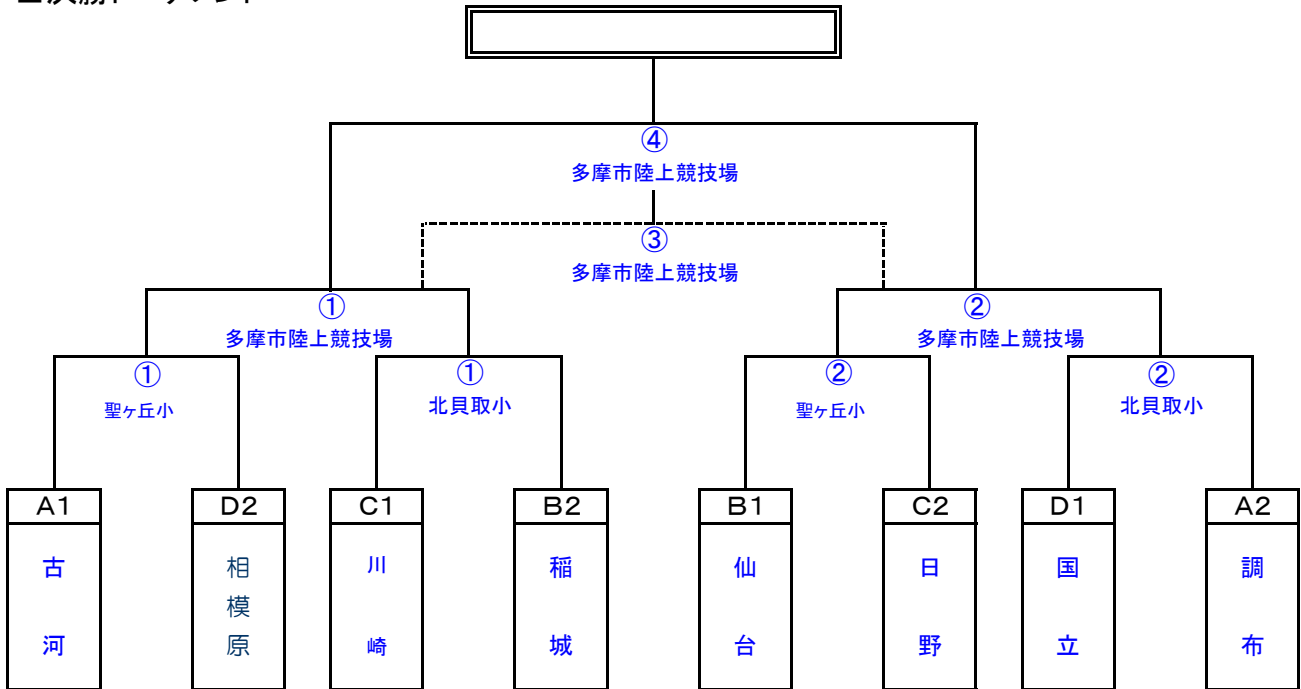 ④
多摩市陸上競技場
③
多摩市陸上競技場
①
多摩市陸上競技場
②
多摩市陸上競技場
①
聖ヶ丘小
①
北貝取小
②
聖ヶ丘小
②
北貝取小
A1
古河
D2
相模原
C1
川崎
B2
稲城
B1
仙台
C2
日野
D1
国立
A2
調布